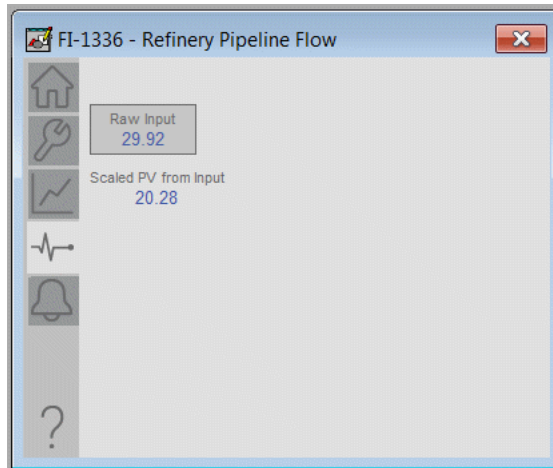 FI-1336 - Refinery Pipeline Flow
Raw Input
29.92
Scaled PV from Input
20.28
?